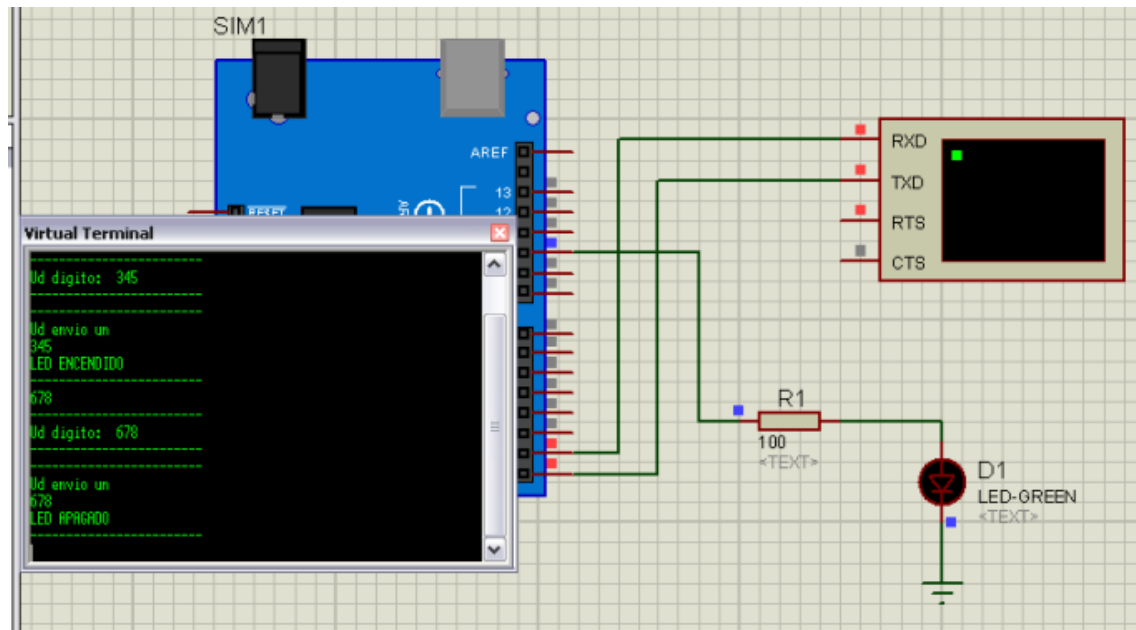 SIM1
AREF
13
12
RESET
Virtual Terminal
------------------------
Ud digito: 345
------------------------
------------------------
Ud envio un
345
LED ENCENDIDO
------------------------
678
------------------------
Ud digito: 678
------------------------
------------------------
Ud envio un
678
LED APAGADO
------------------------
RXD
TXD
RTS
CTS
R1
100
<TEXT>
D1
LED-GREEN
<TEXT>